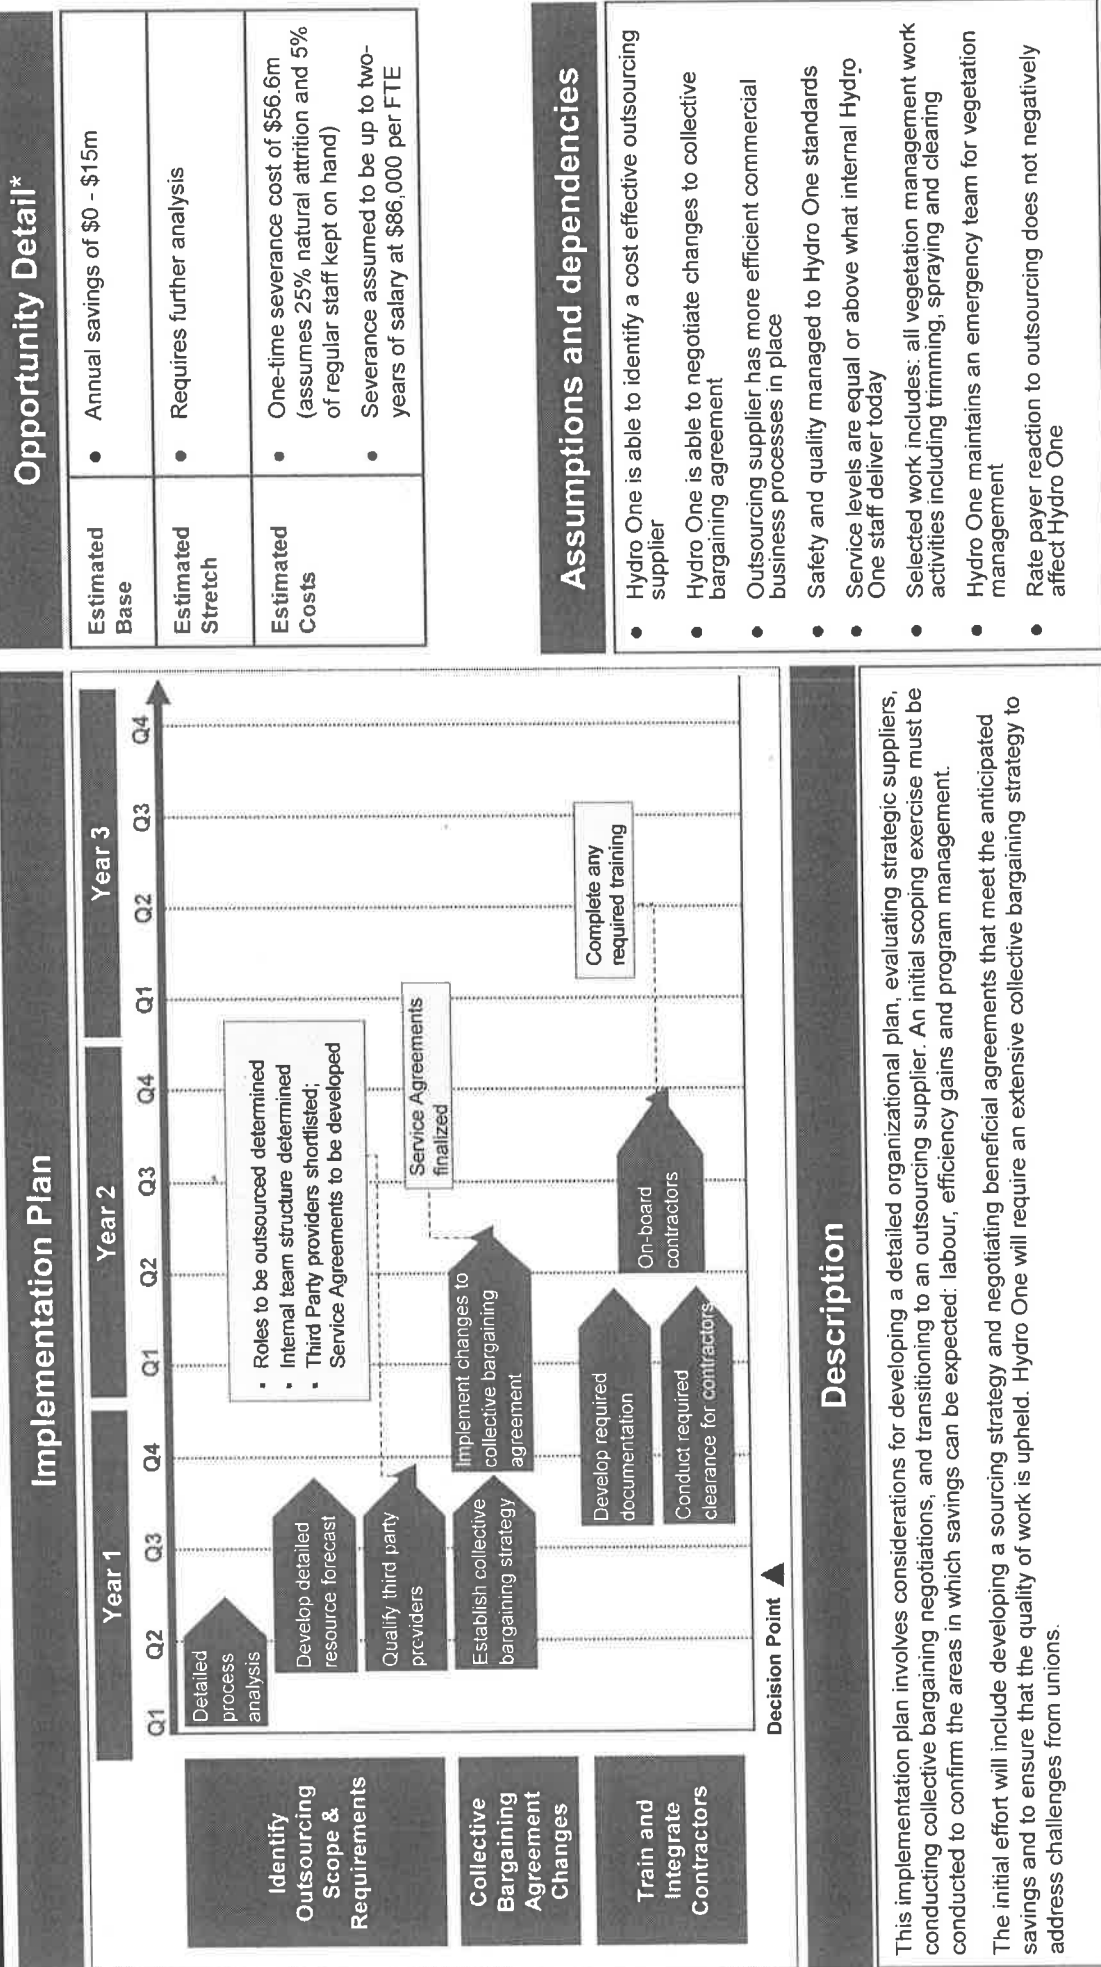 Implementation Plan
Year 1
Year 2
Year 3
Q1
Q2
Q3
Q4
Q1
Q2
Q3
Q4
Q1
Q2
Q3
Q4
Identify
Outsourcing
Scope &
Requirements
Detailed
process
analysis
Develop detailed
resource forecast
Qualify third party
providers
▪ Roles to be outsourced determined
▪ Internal team structure determined
▪ Third Party providers shortlisted;
Service Agreements to be developed
Collective
Bargaining
Agreement
Changes
Establish collective
bargaining strategy
Implement changes to
collective bargaining
agreement
Service Agreements
finalized
Train and
Integrate
Contractors
Develop required
documentation
Conduct required
clearance for contractors
On-board
contractors
Complete any
required training
Decision Point
Opportunity Detail*
Estimated
Base
• Annual savings of $0 - $15m
Estimated
Stretch
• Requires further analysis
Estimated
Costs
• One-time severance cost of $56.6m
(assumes 25% natural attrition and 5%
of regular staff kept on hand)
• Severance assumed to be up to two-
years of salary at $86,000 per FTE
Description
This implementation plan involves considerations for developing a detailed organizational plan, evaluating strategic suppliers,
conducting collective bargaining negotiations, and transitioning to an outsourcing supplier. An initial scoping exercise must be
conducted to confirm the areas in which savings can be expected: labour, efficiency gains and program management.
The initial effort will include developing a sourcing strategy and negotiating beneficial agreements that meet the anticipated
savings and to ensure that the quality of work is upheld. Hydro One will require an extensive collective bargaining strategy to
address challenges from unions.
Assumptions and dependencies
• Hydro One is able to identify a cost effective outsourcing
supplier
• Hydro One is able to negotiate changes to collective
bargaining agreement
• Outsourcing supplier has more efficient commercial
business processes in place
• Safety and quality managed to Hydro One standards
• Service levels are equal or above what internal Hydro
One staff deliver today
• Selected work includes: all vegetation management work
activities including trimming, spraying and clearing
• Hydro One maintains an emergency team for vegetation
management
• Rate payer reaction to outsourcing does not negatively
affect Hydro One